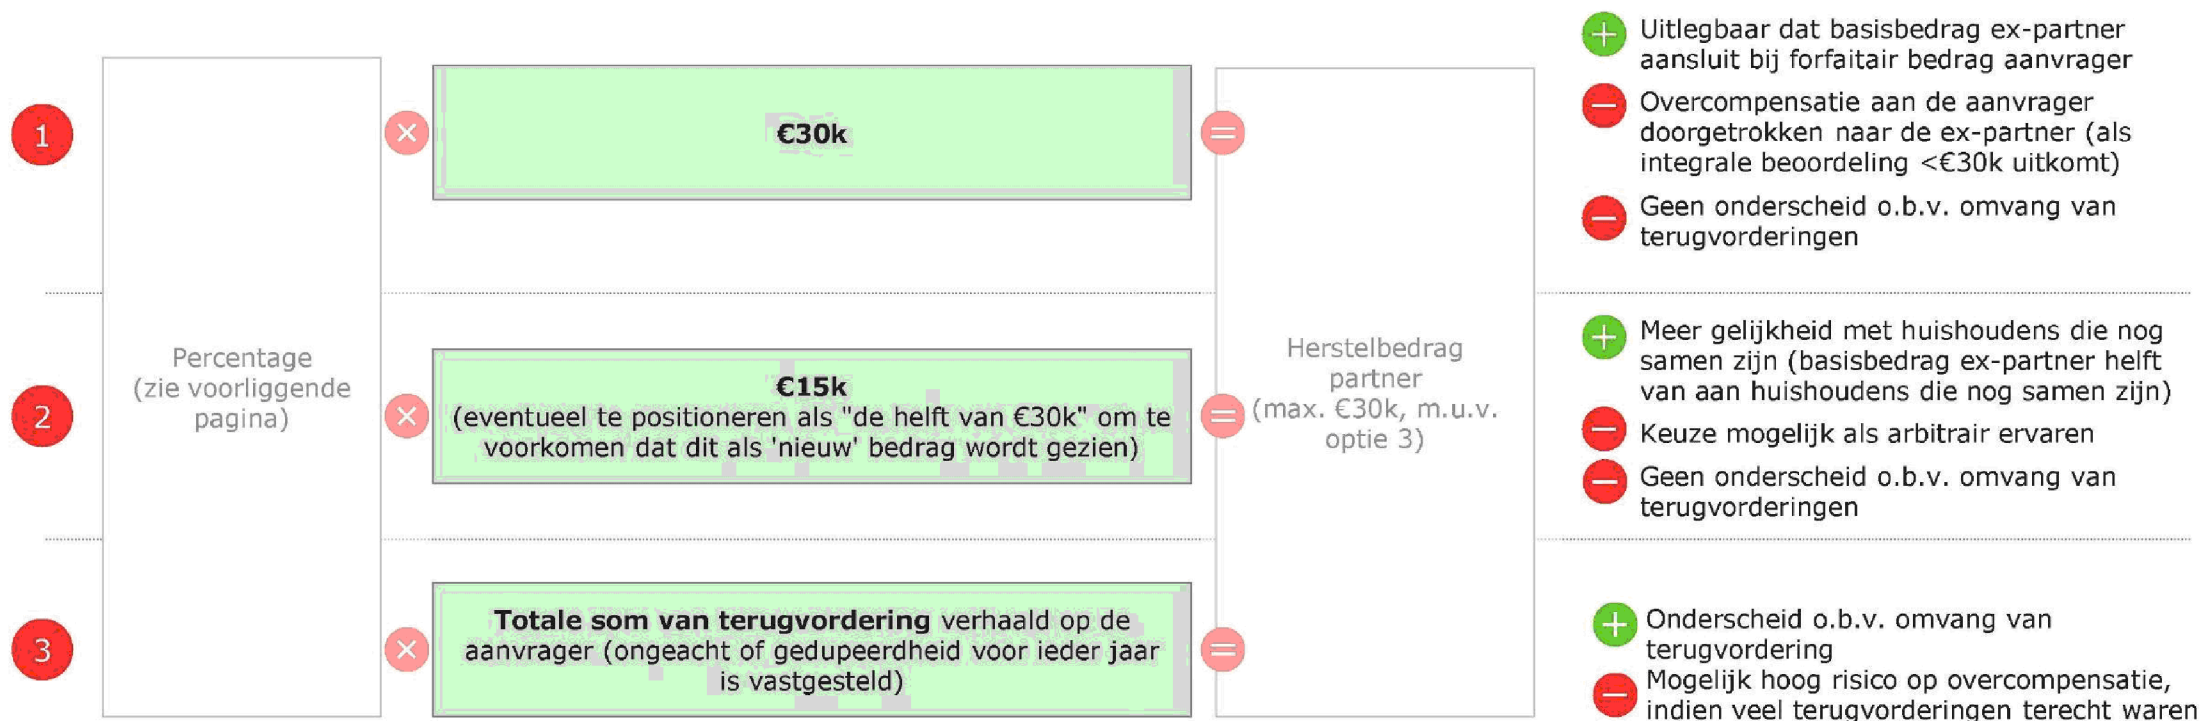 1
×
€30k
=
Uitlegbaar dat basisbedrag ex-partner
aansluit bij forfaitair bedrag aanvrager
Overcompensatie aan de aanvrager
doorgetrokken naar de ex-partner (als
integrale beoordeling <€30k uitkomt)
Geen onderscheid o.b.v. omvang van
terugvorderingen
Percentage
(zie voorliggende
pagina)
2
×
€15k
(eventueel te positioneren als "de helft van €30k" om te
voorkomen dat dit als 'nieuw' bedrag wordt gezien)
=
Herstelbedrag
partner
(max. €30k, m.u.v.
optie 3)
Meer gelijkheid met huishoudens die nog
samen zijn (basisbedrag ex-partner helft
van aan huishoudens die nog samen zijn)
Keuze mogelijk als arbitrair ervaren
Geen onderscheid o.b.v. omvang van
terugvorderingen
3
×
Totale som van terugvordering verhaald op de
aanvrager (ongeacht of gedupeerdheid voor ieder jaar
is vastgesteld)
=
Onderscheid o.b.v. omvang van
terugvordering
Mogelijk hoog risico op overcompensatie,
indien veel terugvorderingen terecht waren